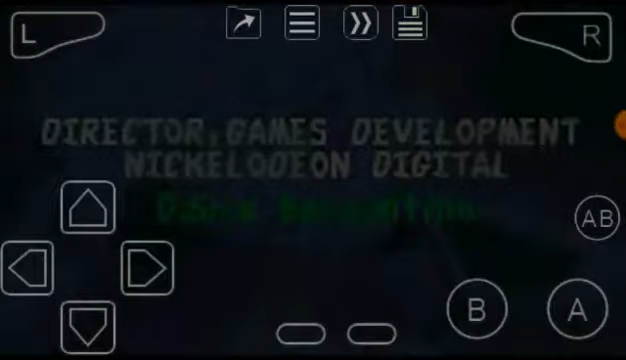 L
R
DIRECTOR, GAMES DEVELOPMENT
NICKELODEON DIGITAL
AB
B
A